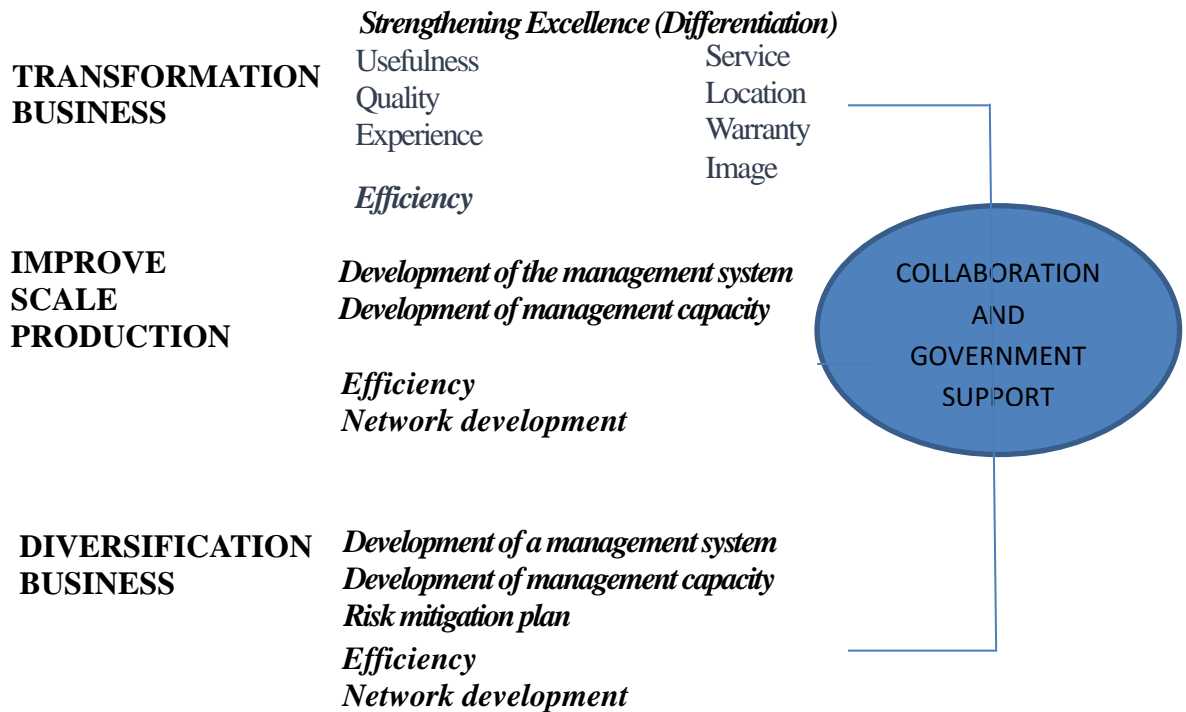 Strengthening Excellence (Differentiation)
TRANSFORMATION
BUSINESS
Usefulness
Quality
Experience
Service
Location
Warranty
Image
Efficiency
IMPROVE
SCALE
PRODUCTION
Development of the management system
Development of management capacity
Efficiency
Network development
COLLABORATION
AND
GOVERNMENT
SUPPORT
DIVERSIFICATION
BUSINESS
Development of a management system
Development of management capacity
Risk mitigation plan
Efficiency
Network development